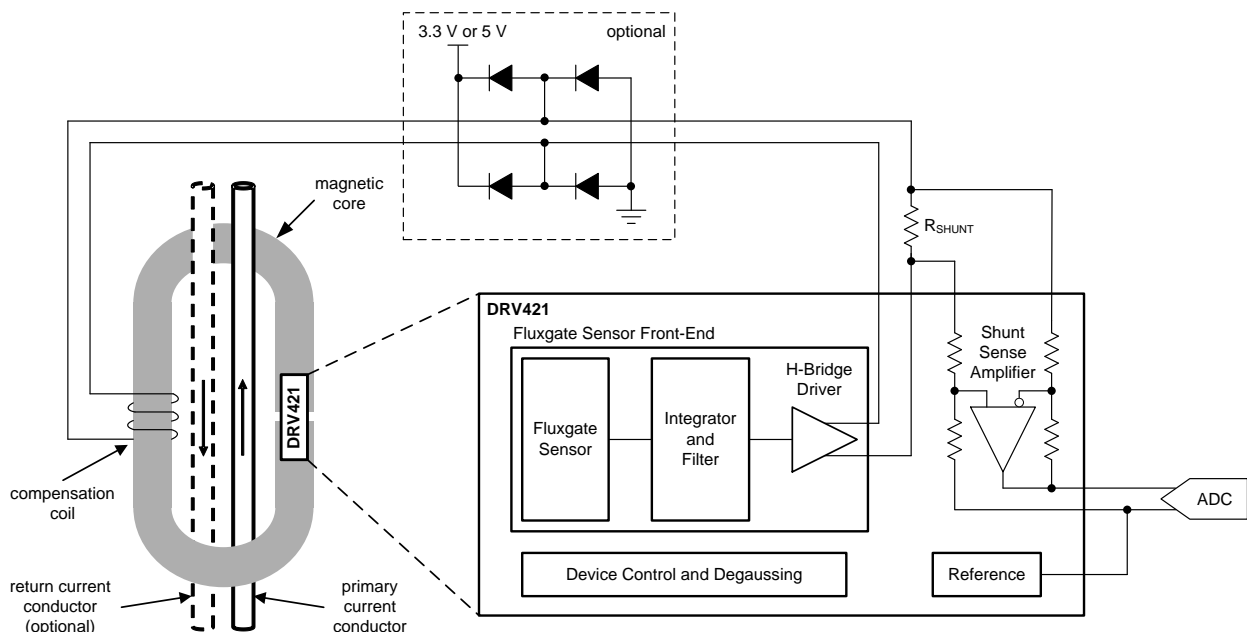 3.3 V or 5 V
optional
magnetic
core
R_SHUNT
DRV421
Fluxgate Sensor Front-End
Shunt
Sense
Amplifier
H-Bridge
Driver
DRV421
Fluxgate
Sensor
Integrator
and
Filter
compensation
coil
ADC
Device Control and Degaussing
Reference
return current
conductor
(optional)
primary
current
conductor